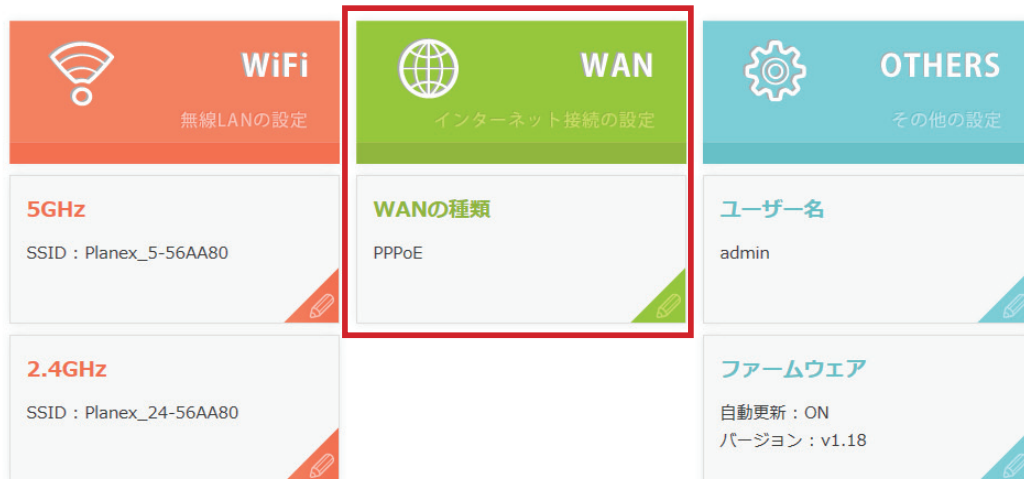 WiFi
無線LANの設定
WAN
インターネット接続の設定
OTHERS
その他の設定
5GHz
SSID : Planex_5-56AA80
WANの種類
PPPoE
ユーザー名
admin
2.4GHz
SSID : Planex_24-56AA80
ファームウェア
自動更新 : ON
バージョン : v1.18